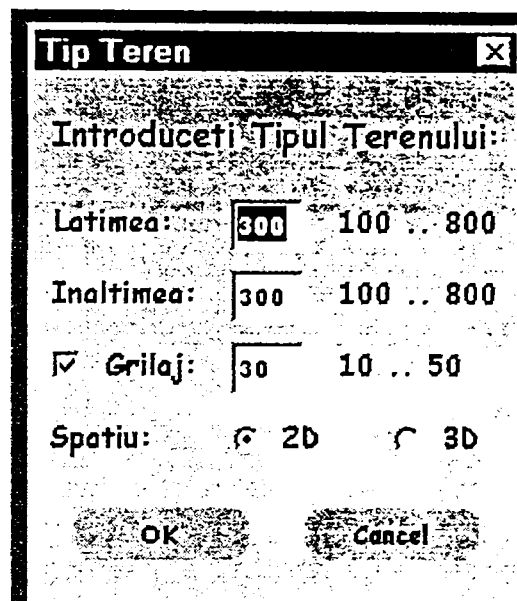 Tip Teren
Introduceti Tipul Terenului:
Latimea: 300 100 .. 800
Inaltimea: 300 100 .. 800
Grilaj: 30 10 .. 50
Spatiu: 2D 3D
OK Cancel